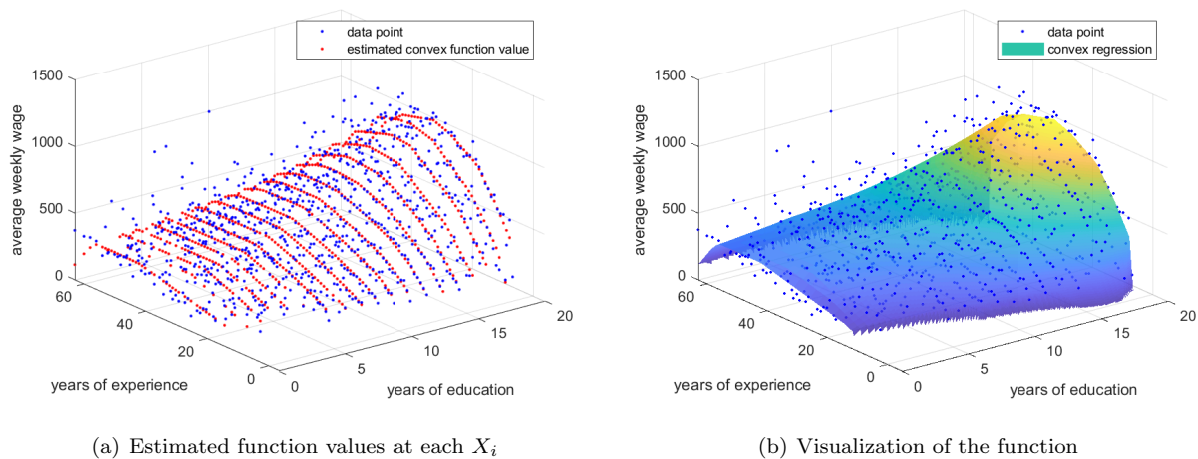 data point
estimated convex function value
1500
1000
500
0
average weekly wage
60
40
20
0
years of experience
0
5
10
15
20
years of education
(a) Estimated function values at each X_i
data point
convex regression
1500
1000
500
0
average weekly wage
60
40
20
0
years of experience
0
5
10
15
20
years of education
(b) Visualization of the function